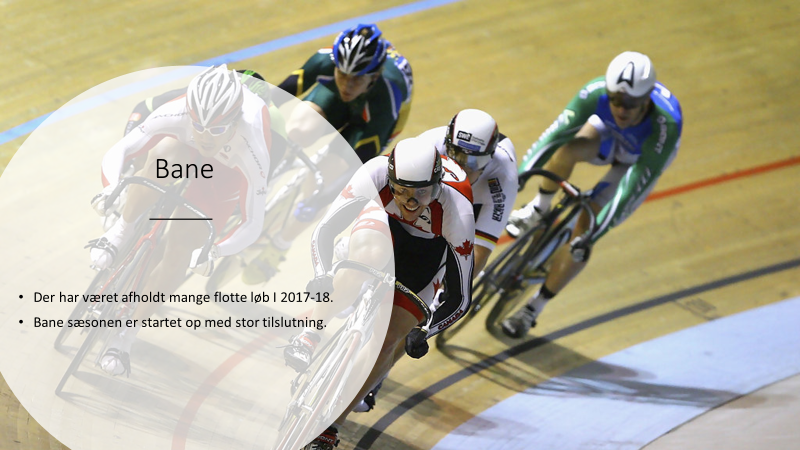 Bane
• Der har været afholdt mange flotte løb I 2017-18.
• Bane sæsonen er startet op med stor tilslutning.